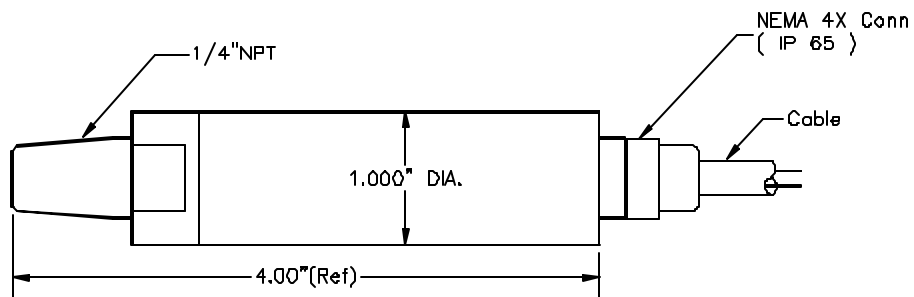 NEMA 4X Conn
( IP 65 )
1/4"NPT
Cable
1.000" DIA.
4.00"(Ref)